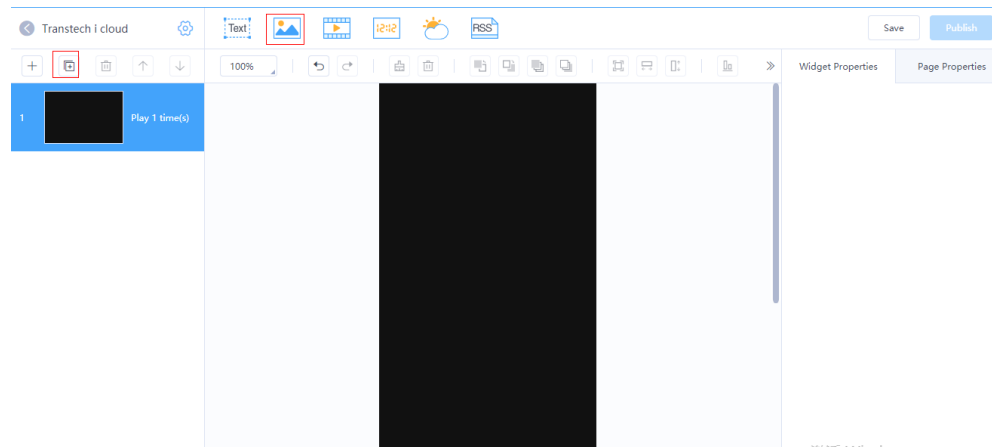 Transtech i cloud
Text
12:12
RSS
Save
Publish
100%
Widget Properties
Page Properties
1
Play 1 time(s)